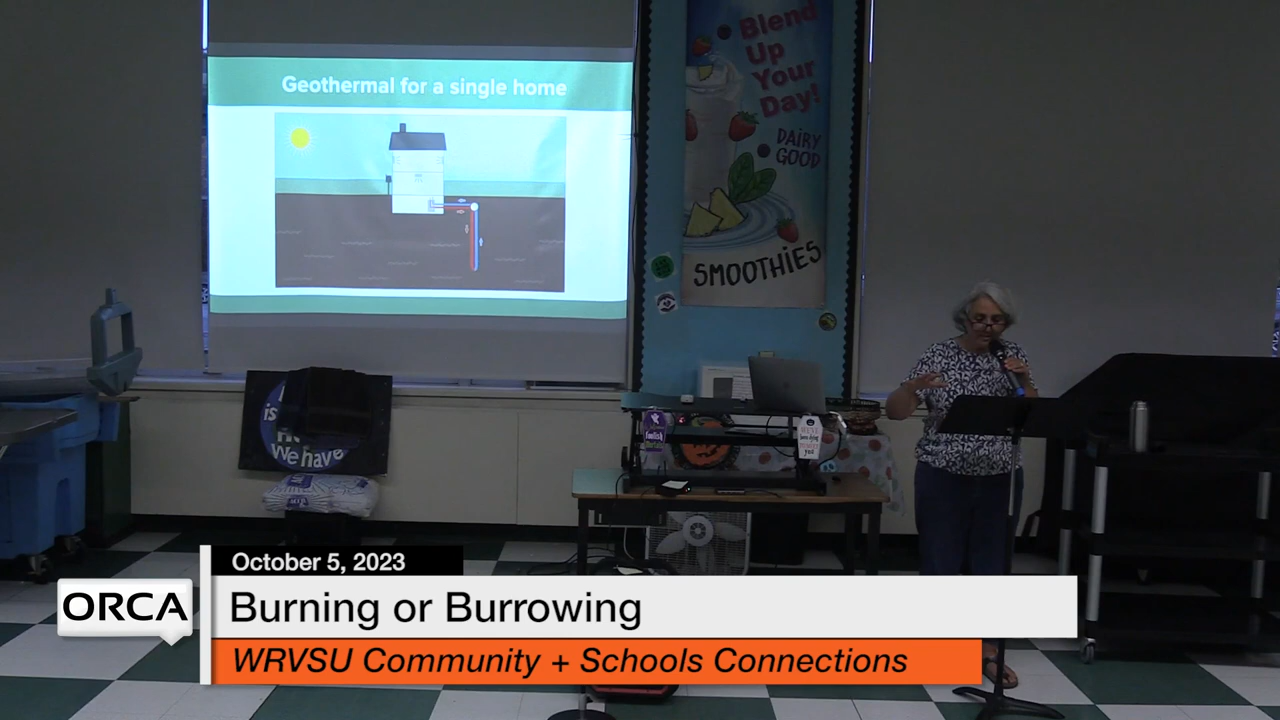 Geothermal for a single home
Blend
Up
Your
Day!
DAIRY
GOOD
SMOOTHIES
is
We have
October 5, 2023
ORCA
Burning or Burrowing
WRVSU Community + Schools Connections